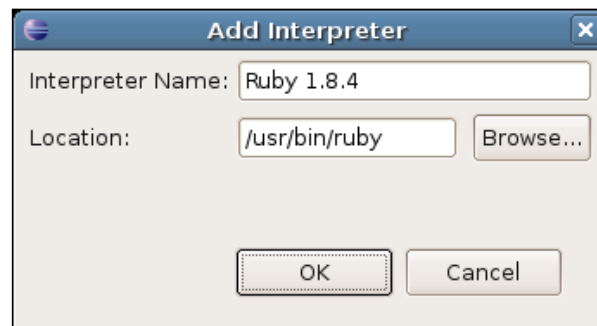 Add Interpreter
Interpreter Name: Ruby 1.8.4
Location: /usr/bin/ruby Browse...
OK Cancel